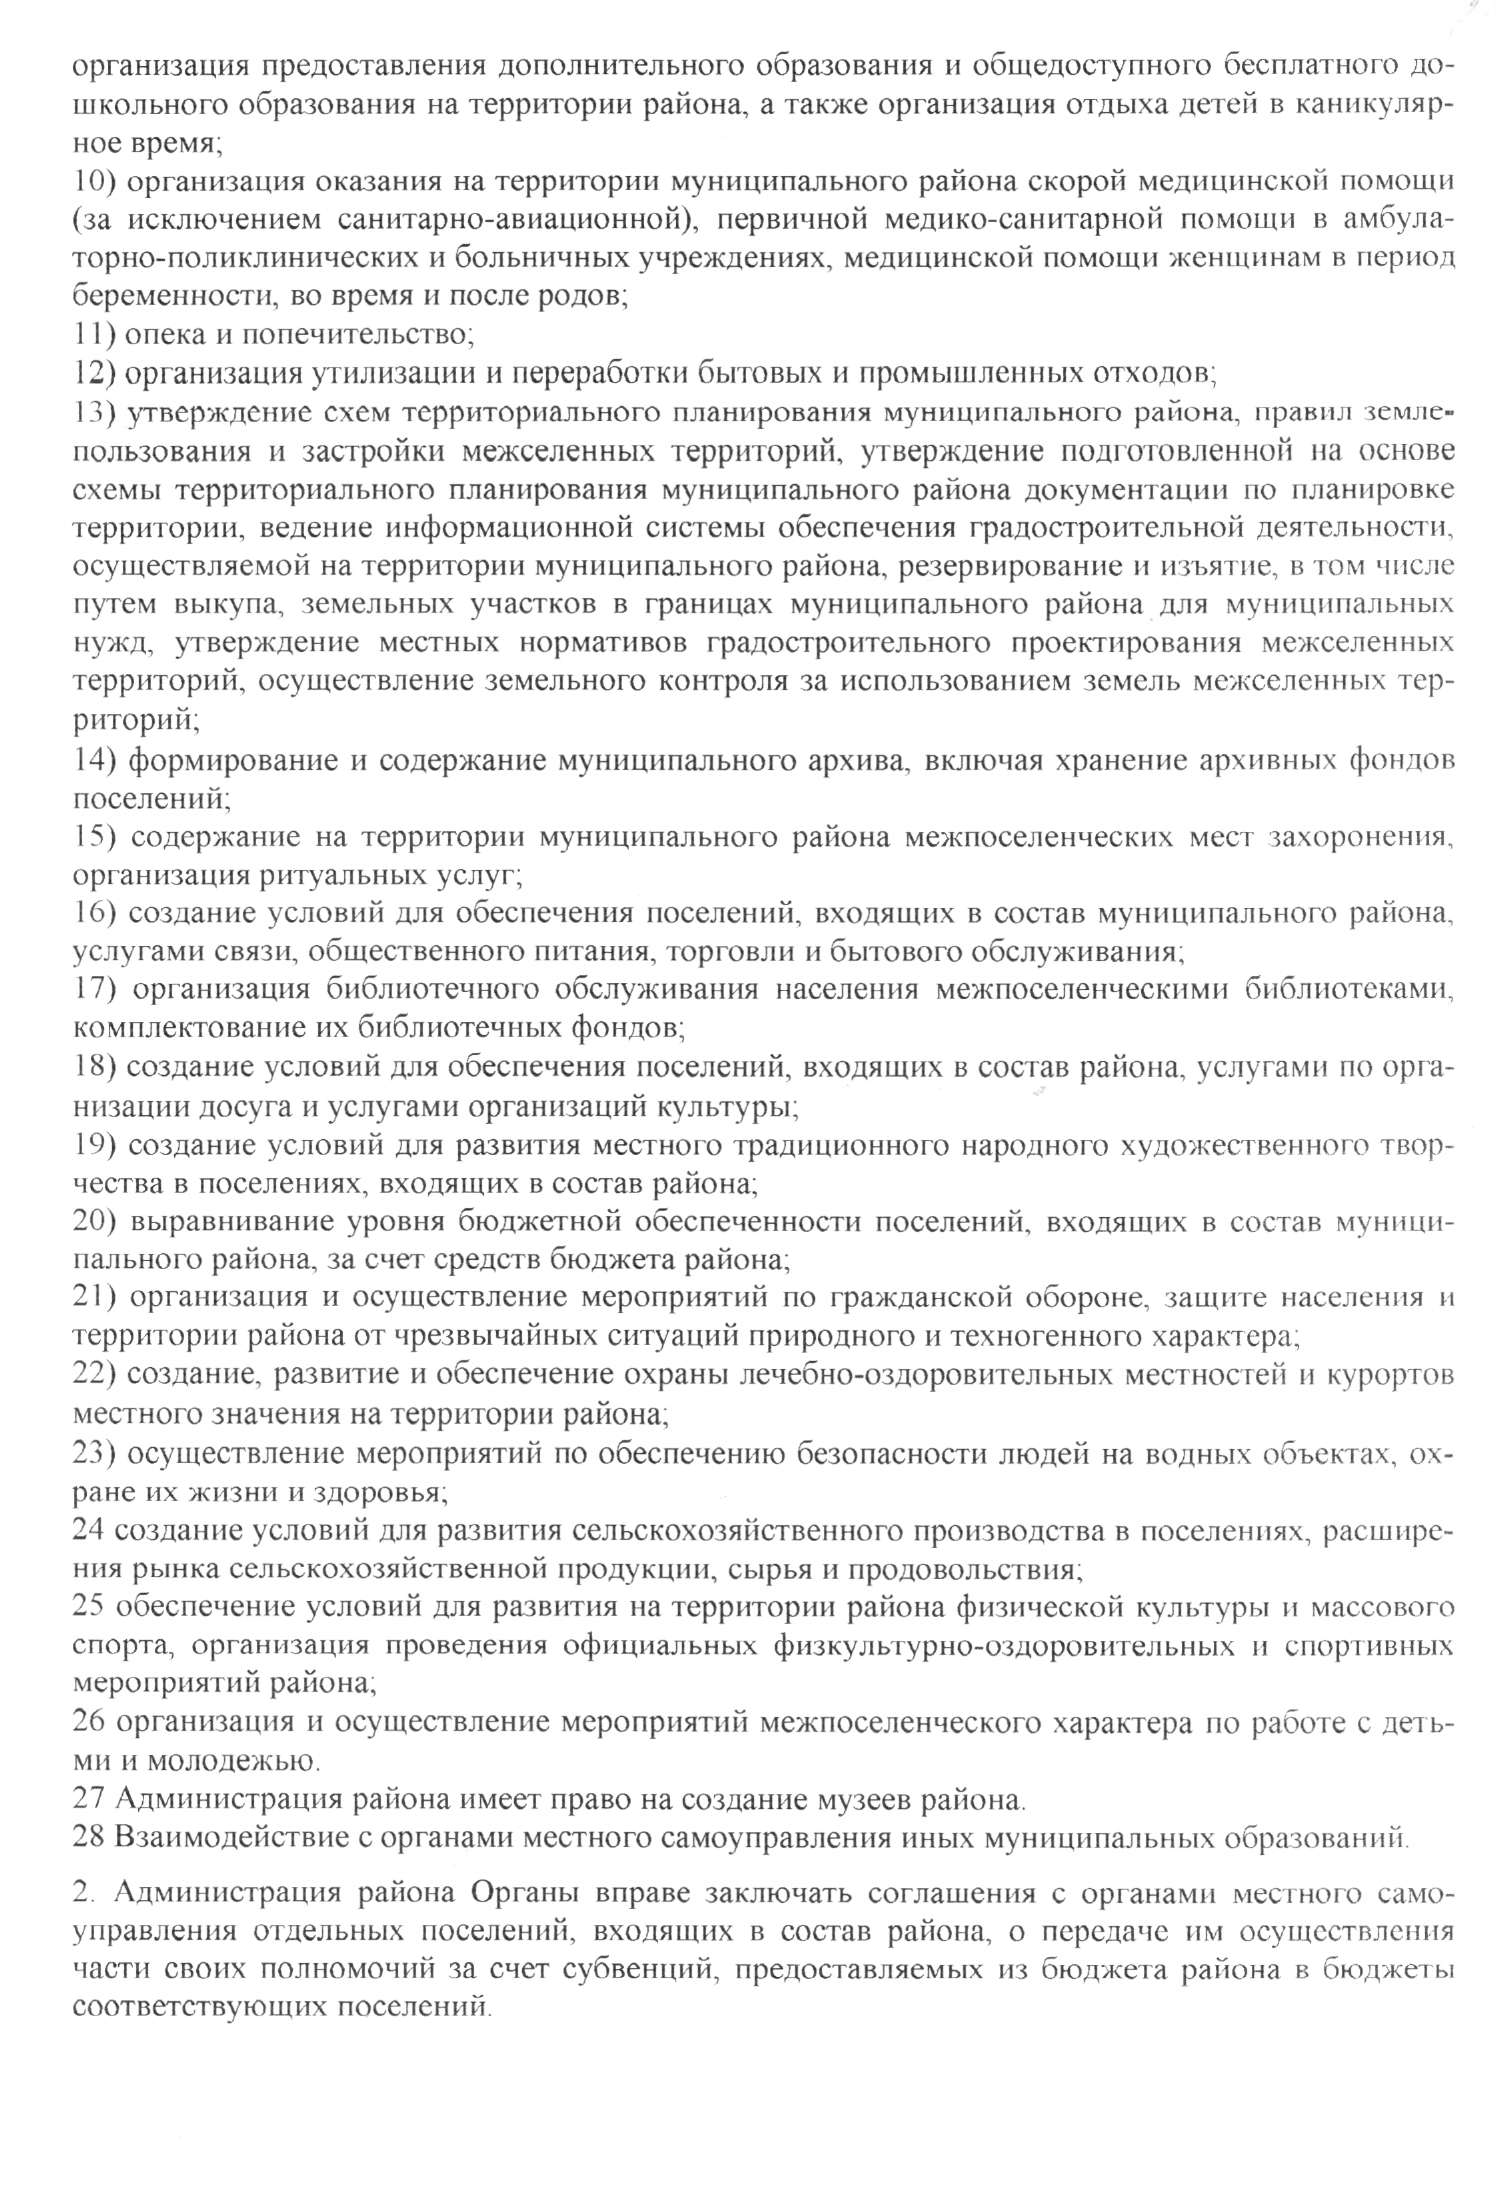 организация предоставления дополнительного образования и общедоступного бесплатного до-
школьного образования на территории района, а также организация отдыха детей в каникуляр-
ное время;
10) организация оказания на территории муниципального района скорой медицинской помощи
(за исключением санитарно-авиационной), первичной медико-санитарной помощи в амбула-
торно-поликлинических и больничных учреждениях, медицинской помощи женщинам в период
беременности, во время и после родов;
11) опека и попечительство;
12) организация утилизации и переработки бытовых и промышленных отходов;
13) утверждение схем территориального планирования муниципального района, правил земле-
пользования и застройки межселенных территорий, утверждение подготовленной на основе
схемы территориального планирования муниципального района документации по планировке
территории, ведение информационной системы обеспечения градостроительной деятельности,
осуществляемой на территории муниципального района, резервирование и изъятие, в том числе
путем выкупа, земельных участков в границах муниципального района для муниципальных
нужд, утверждение местных нормативов градостроительного проектирования межселенных
территорий, осуществление земельного контроля за использованием земель межселенных тер-
риторий;
14) формирование и содержание муниципального архива, включая хранение архивных фондов
поселений;
15) содержание на территории муниципального района межпоселенческих мест захоронения,
организация ритуальных услуг;
16) создание условий для обеспечения поселений, входящих в состав муниципального района,
услугами связи, общественного питания, торговли и бытового обслуживания;
17) организация библиотечного обслуживания населения межпоселенческими библиотеками,
комплектование их библиотечных фондов;
18) создание условий для обеспечения поселений, входящих в состав района, услугами по орга-
низации досуга и услугами организаций культуры;
19) создание условий для развития местного традиционного народного художественного твор-
чества в поселениях, входящих в состав района;
20) выравнивание уровня бюджетной обеспеченности поселений, входящих в состав муници-
пального района, за счет средств бюджета района;
21) организация и осуществление мероприятий по гражданской обороне, защите населения и
территории района от чрезвычайных ситуаций природного и техногенного характера;
22) создание, развитие и обеспечение охраны лечебно-оздоровительных местностей и курортов
местного значения на территории района;
23) осуществление мероприятий по обеспечению безопасности людей на водных объектах, ох-
ране их жизни и здоровья;
24 создание условий для развития сельскохозяйственного производства в поселениях, расшире-
ния рынка сельскохозяйственной продукции, сырья и продовольствия;
25 обеспечение условий для развития на территории района физической культуры и массового
спорта, организация проведения официальных физкультурно-оздоровительных и спортивных
мероприятий района;
26 организация и осуществление мероприятий межпоселенческого характера по работе с деть-
ми и молодежью.
27 Администрация района имеет право на создание музеев района.
28 Взаимодействие с органами местного самоуправления иных муниципальных образований.
2. Администрация района Органы вправе заключать соглашения с органами местного само-
управления отдельных поселений, входящих в состав района, о передаче им осуществления
части своих полномочий за счет субвенций, предоставляемых из бюджета района в бюджеты
соответствующих поселений.